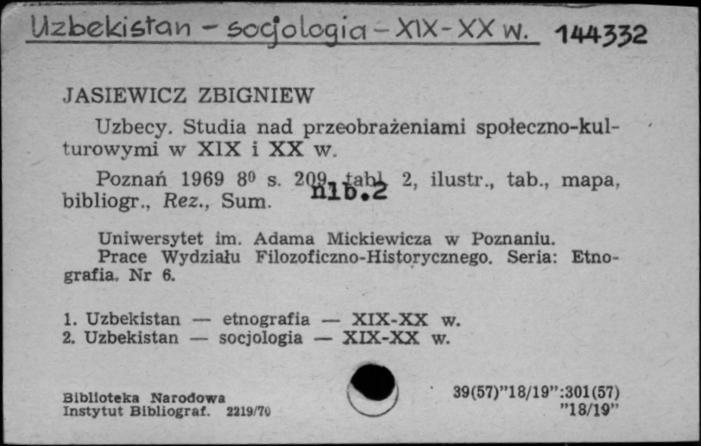 Uzbekistan - socjologia - XIX-XX w. 144332
JASIEWICZ ZBIGNIEW
Uzbecy. Studia nad przeobrażeniami społeczno-kul-
turowymi w XIX i XX w.
Poznań 1969 8⁰ s. 209, tabl. 2, ilustr., tab., mapa,
nlb.2
bibliogr., Rez., Sum.
Uniwersytet im. Adama Mickiewicza w Poznaniu.
Prace Wydziału Filozoficzno-Historycznego. Seria: Etno-
grafia. Nr 6.
1. Uzbekistan — etnografia — XIX-XX w.
2. Uzbekistan — socjologia — XIX-XX w.
Biblioteka Narodowa
Instytut Bibliograf. 2219/70
39(57)"18/19":301(57)
"18/19"